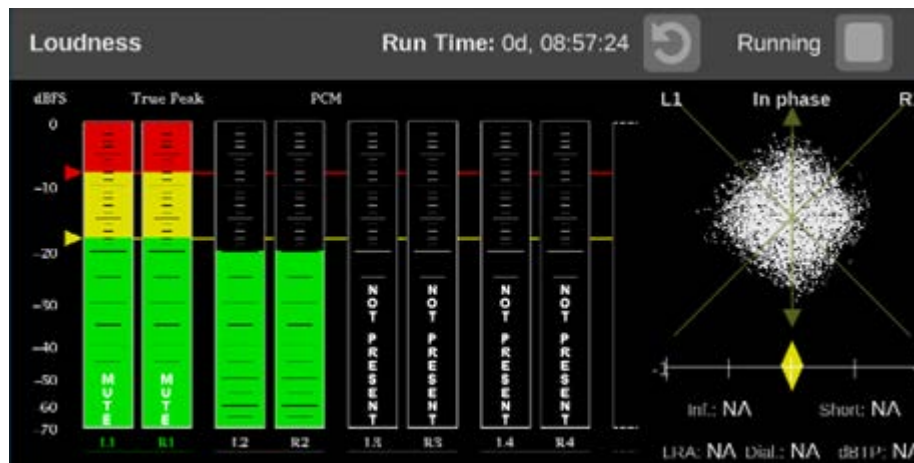 Loudness
Run Time: 0d, 08:57:24
Running
dBFS
True Peak
PCM
0
-10
-20
-30
-40
-50
-60
-70
MUTE
MUTE
NOT PRESENT
NOT PRESENT
NOT PRESENT
NOT PRESENT
L1
R1
L2
R2
L3
R3
L4
R4
L1
In phase
R
-1
Inf.: NA
Short: NA
LRA: NA
Dial.: NA
dBTP: NA